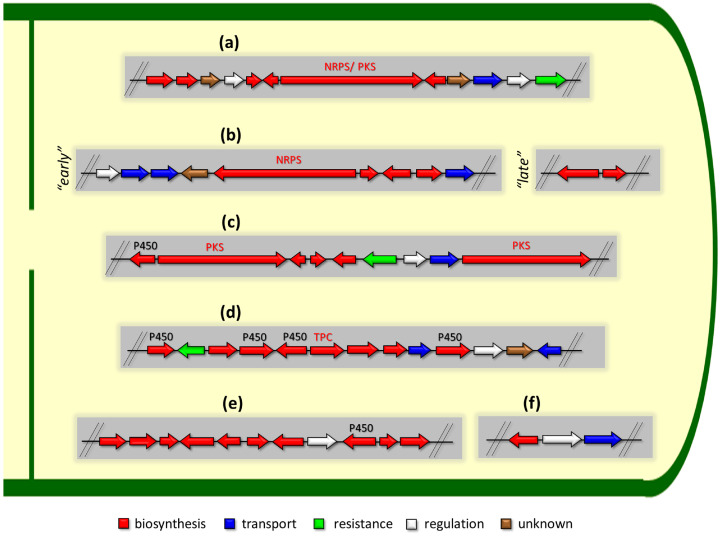 (a)
NRPS/ PKS
(b)
"early"
NRPS
"late"
(c)
P450 PKS PKS
(d)
P450 P450 P450 TPC P450
(e) (f)
P450
biosynthesis transport resistance regulation unknown